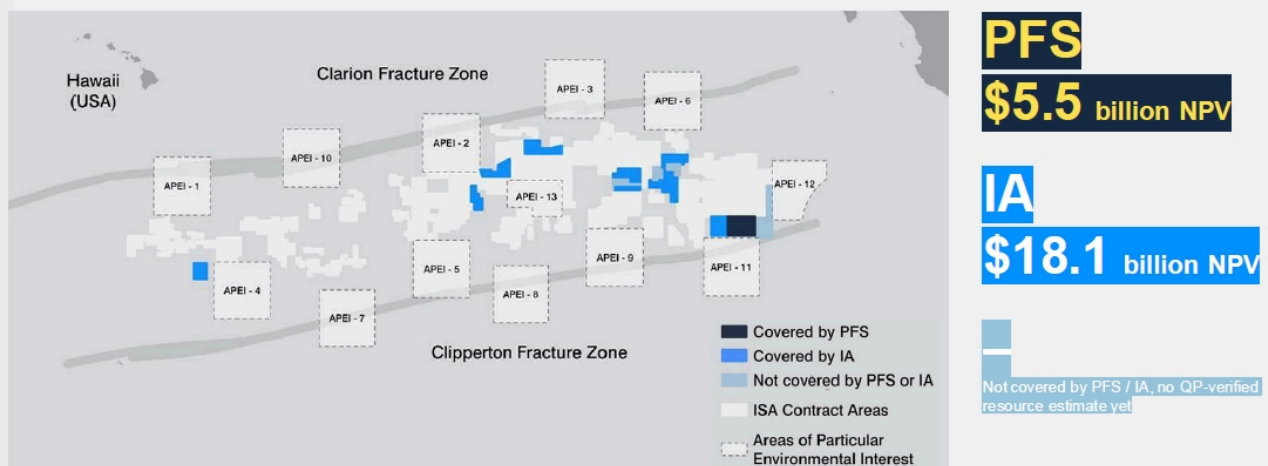 Hawaii
(USA)
Clarion Fracture Zone
APEI - 3
APEI - 6
APEI - 2
APEI - 10
APEI - 1
APEI - 12
APEI - 13
APEI - 9
APEI - 11
APEI - 5
APEI - 8
APEI - 4
APEI - 7
Clipperton Fracture Zone
Covered by PFS
Covered by IA
Not covered by PFS or IA
ISA Contract Areas
Areas of Particular
Environmental Interest
PFS
$5.5 billion NPV
IA
$18.1 billion NPV
–
Not covered by PFS / IA, no QP-verified
resource estimate yet